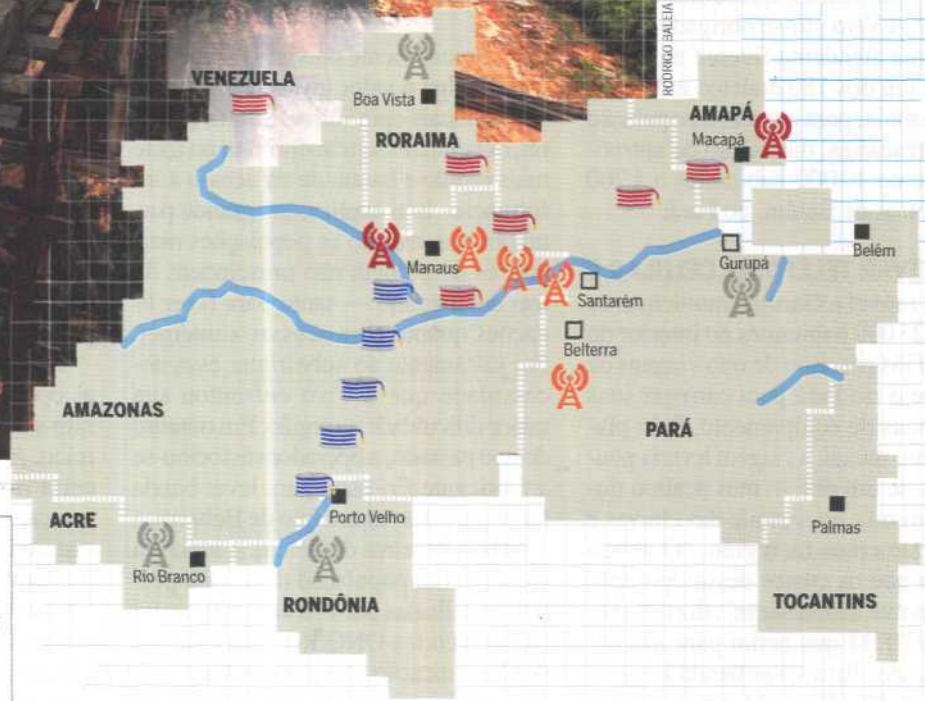 RODRIGO BALEIA
VENEZUELA
Boa Vista
RORAIMA
AMAPÁ
Macapá
Manaus
Gurupá
Belém
Santarém
Belterra
AMAZONAS
PARÁ
ACRE
Porto Velho
Palmas
Rio Branco
RONDÔNIA
TOCANTINS